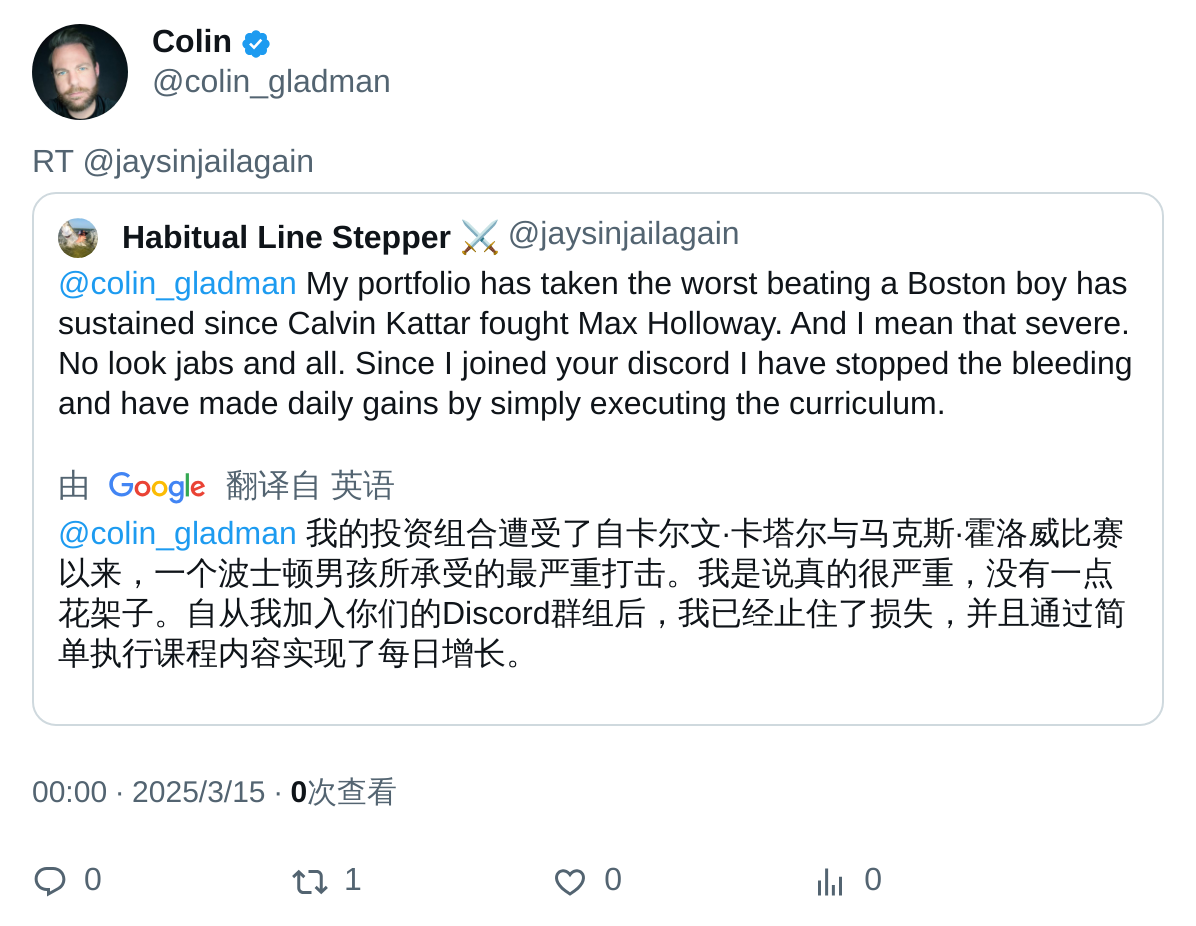 Colin
@colin_gladman
RT @jaysinjailagain
Habitual Line Stepper ⚔️ @jaysinjailagain
@colin_gladman My portfolio has taken the worst beating a Boston boy has
sustained since Calvin Kattar fought Max Holloway. And I mean that severe.
No look jabs and all. Since I joined your discord I have stopped the bleeding
and have made daily gains by simply executing the curriculum.
由 Google 翻译自 英语
@colin_gladman 我的投资组合遭受了自卡尔文·卡塔尔与马克斯·霍洛威比赛
以来，一个波士顿男孩所承受的最严重打击。我是说真的很严重，没有一点
花架子。自从我加入你们的Discord群组后，我已经止住了损失，并且通过简
单执行课程内容实现了每日增长。
00:00 · 2025/3/15 · 0次查看
0 1 0 0